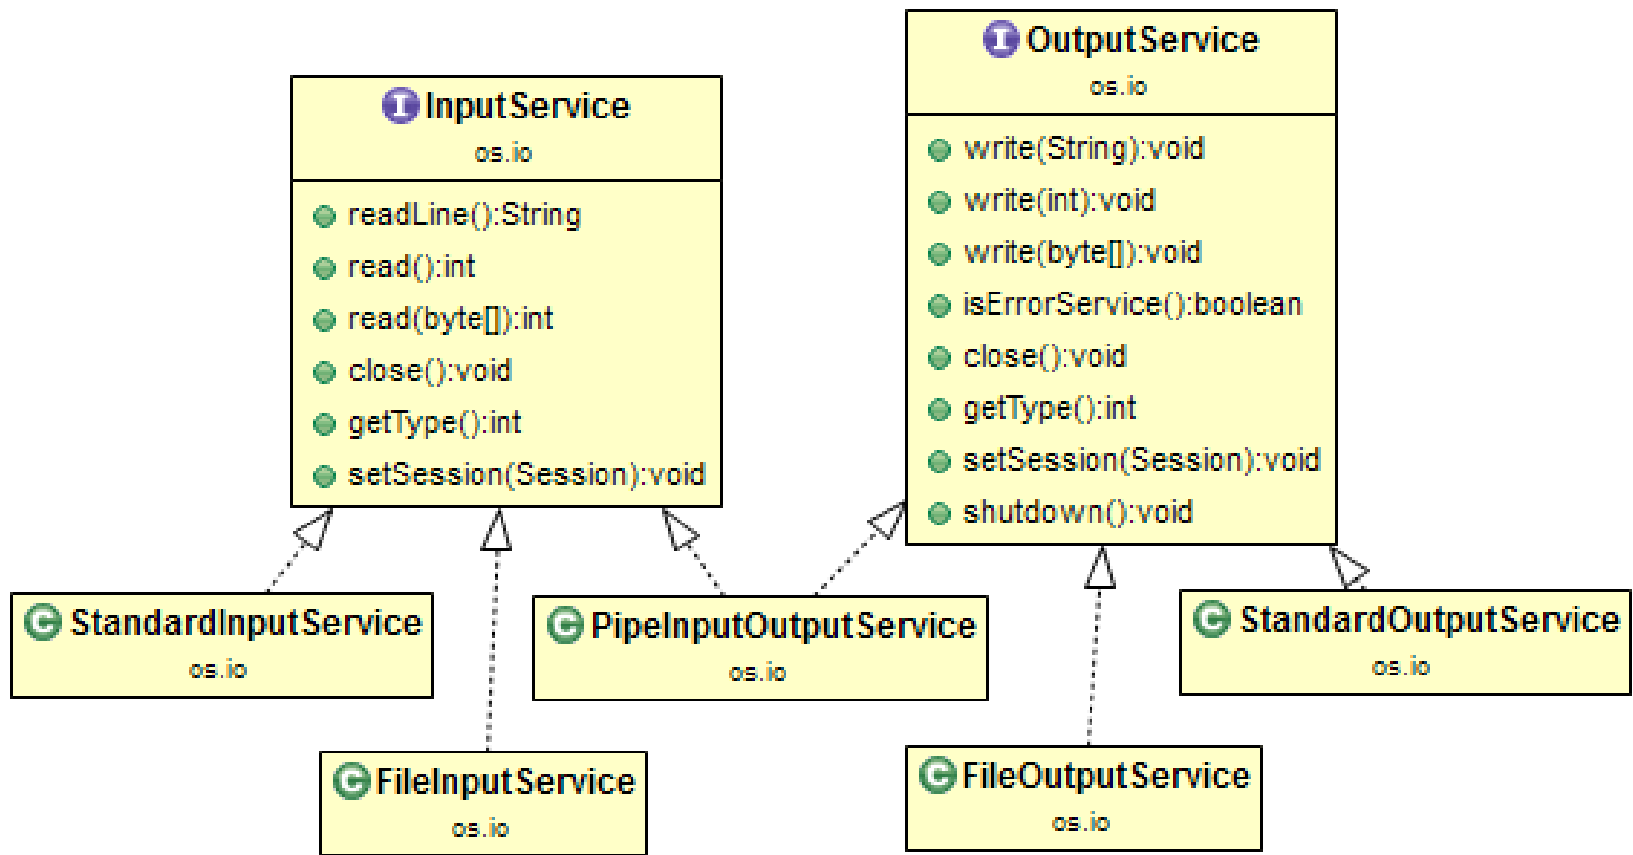 I InputService
os.io
readLine():String
read():int
read(byte[]):int
close():void
getType():int
setSession(Session):void
I OutputService
os.io
write(String):void
write(int):void
write(byte[]):void
isErrorService():boolean
close():void
getType():int
setSession(Session):void
shutdown():void
C StandardInputService
os.io
C PipeInputOutputService
os.io
C StandardOutputService
os.io
C FileInputService
os.io
C FileOutputService
os.io